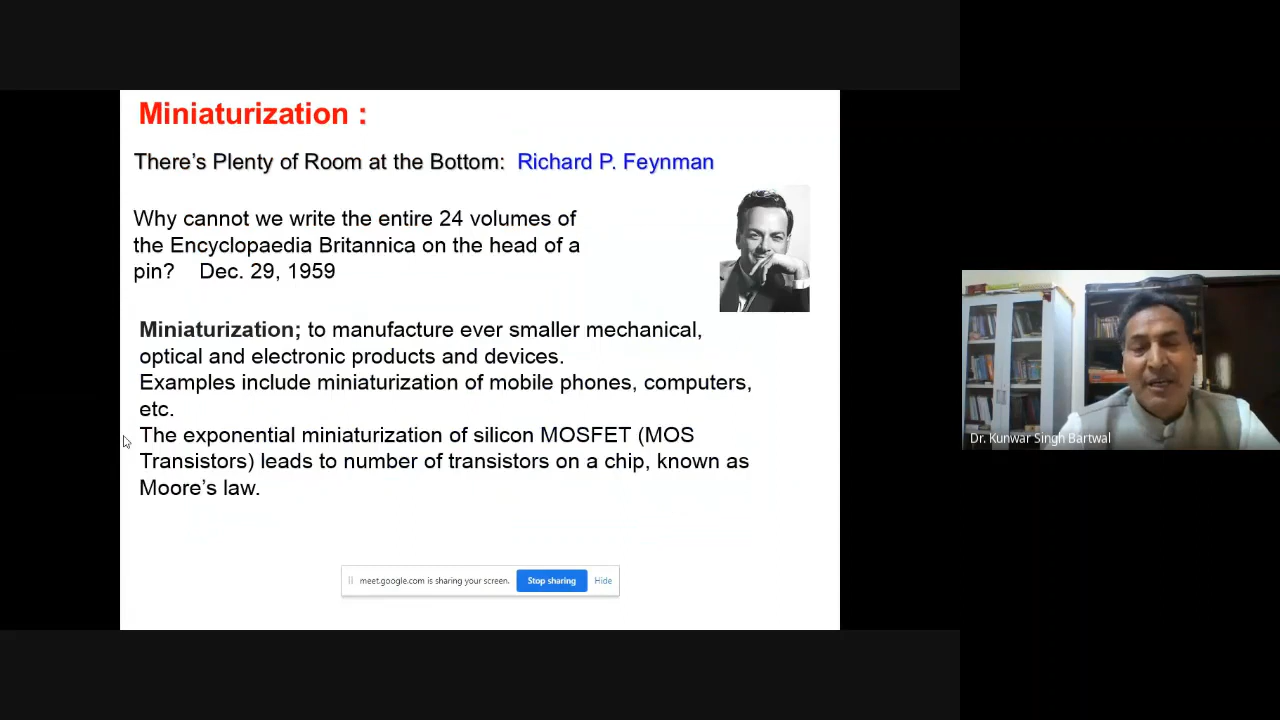 Miniaturization :
There's Plenty of Room at the Bottom: Richard P. Feynman
Why cannot we write the entire 24 volumes of
the Encyclopaedia Britannica on the head of a
pin? Dec. 29, 1959
Miniaturization; to manufacture ever smaller mechanical,
optical and electronic products and devices.
Examples include miniaturization of mobile phones, computers,
etc.
The exponential miniaturization of silicon MOSFET (MOS
Transistors) leads to number of transistors on a chip, known as
Moore's law.
meet.google.com is sharing your screen. Stop sharing Hide
Dr. Kunwar Singh Bartwal